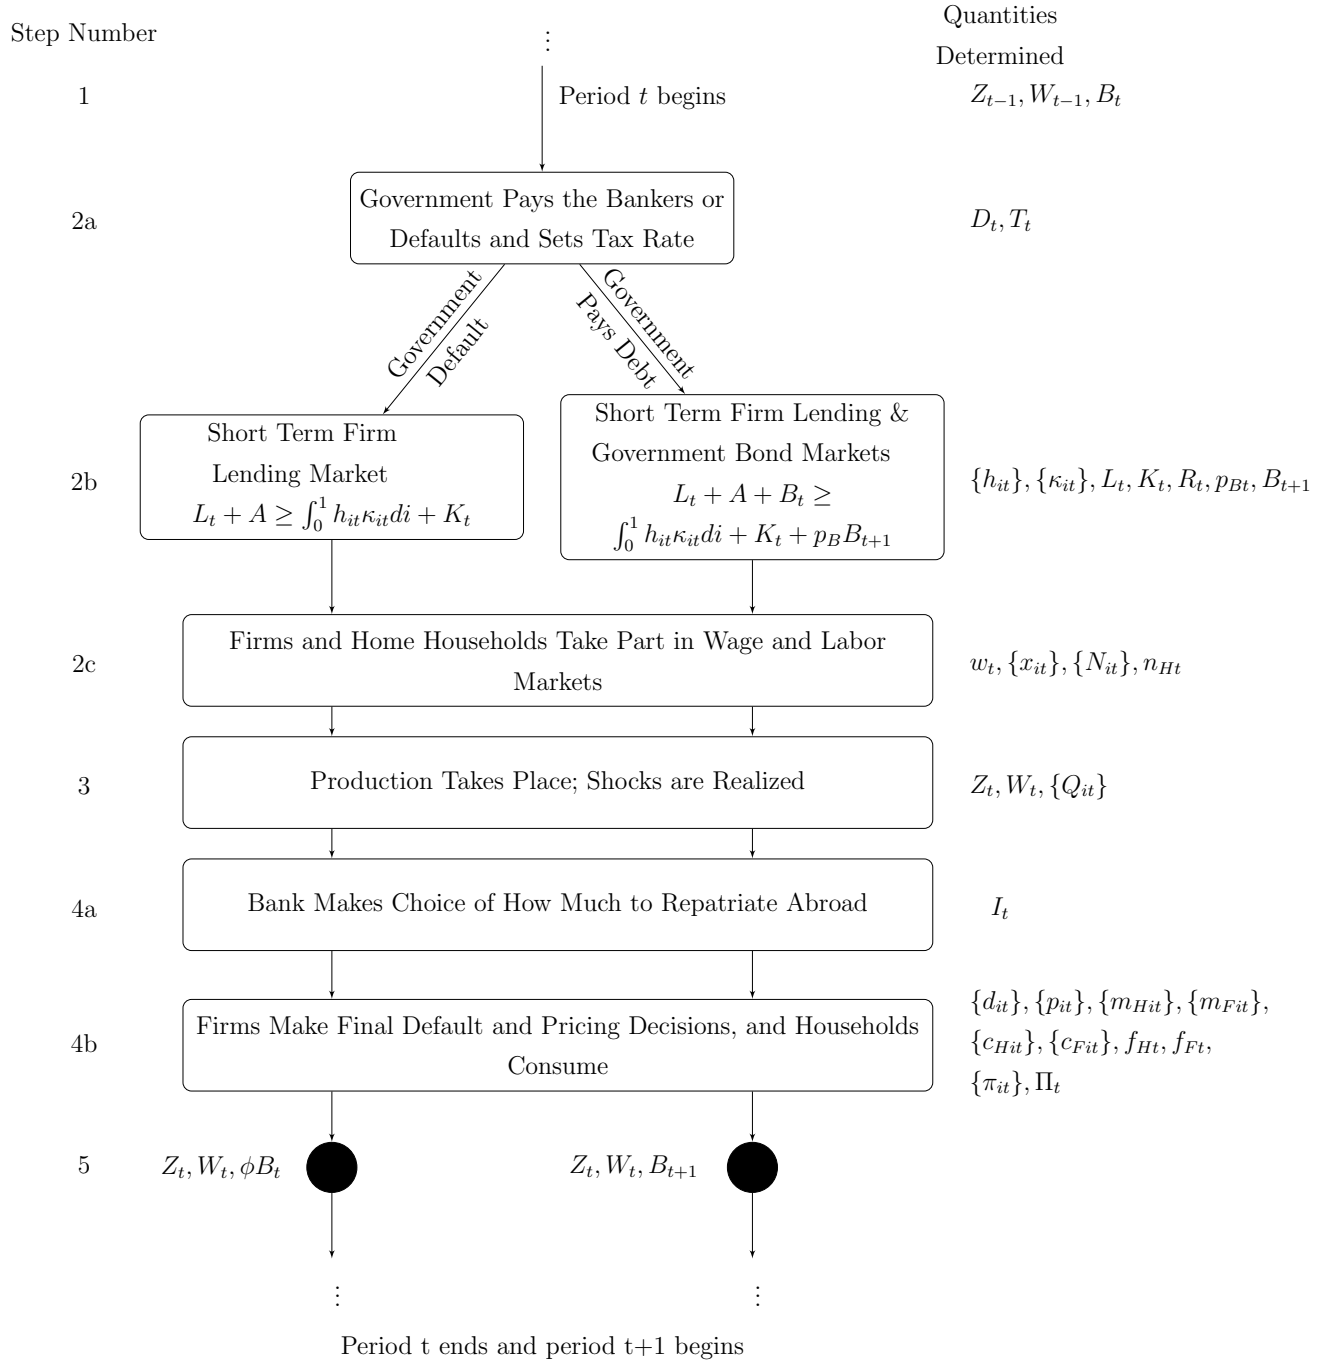 Step Number
Quantities
Determined
⋮
1
Period t begins
Z_{t−1}, W_{t−1}, B_t
2a
Government Pays the Bankers or
Defaults and Sets Tax Rate
D_t, T_t
Government
Default
Government
Pays Debt
2b
Short Term Firm
Lending Market
L_t + A ≥ ∫_0^1 h_{it}κ_{it}di + K_t
Short Term Firm Lending &
Government Bond Markets
L_t + A + B_t ≥
∫_0^1 h_{it}κ_{it}di + K_t + p_B B_{t+1}
{h_{it}}, {κ_{it}}, L_t, K_t, R_t, p_{Bt}, B_{t+1}
2c
Firms and Home Households Take Part in Wage and Labor
Markets
w_t, {x_{it}}, {N_{it}}, n_{Ht}
3
Production Takes Place; Shocks are Realized
Z_t, W_t, {Q_{it}}
4a
Bank Makes Choice of How Much to Repatriate Abroad
I_t
4b
Firms Make Final Default and Pricing Decisions, and Households
Consume
{d_{it}}, {p_{it}}, {m_{Hit}}, {m_{Fit}},
{c_{Hit}}, {c_{Fit}}, f_{Ht}, f_{Ft},
{π_{it}}, Π_t
5
Z_t, W_t, ϕB_t
Z_t, W_t, B_{t+1}
⋮
⋮
Period t ends and period t+1 begins